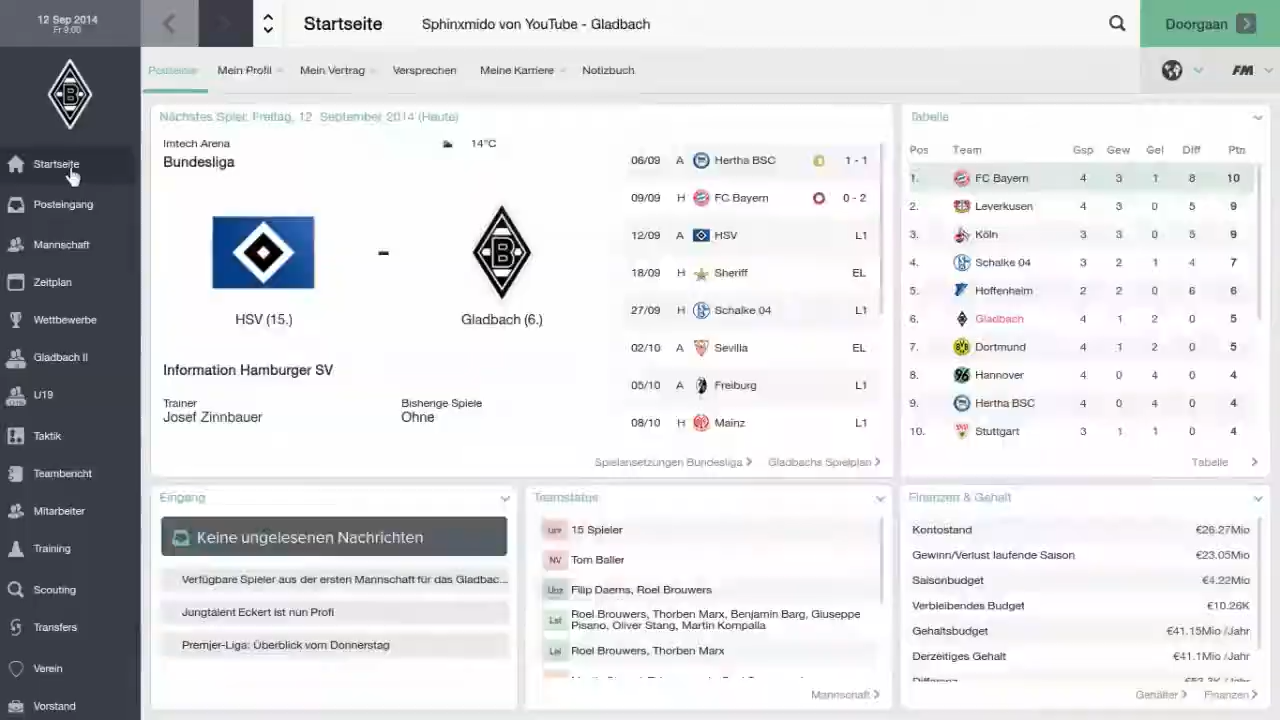 12 Sep 2014
Fr 9:00
Startseite
Sphinxmido von YouTube - Gladbach
Doorgaan
Mein Profil
Mein Vertrag
Versprechen
Meine Karriere
Notizbuch
FM
Startseite
Posteingang
Mannschaft
Zeitplan
Wettbewerbe
Gladbach II
U19
Taktik
Teambericht
Mitarbeiter
Training
Scouting
Transfers
Verein
Vorstand
Nächstes Spiel: Freitag, 12. September 2014 (Heute)
Imtech Arena
14°C
Bundesliga
B
-
HSV (15.)
Gladbach (6.)
Information Hamburger SV
Trainer
Josef Zinnbauer
Bisherige Spiele
Ohne
06/09 A Hertha BSC 1 - 1
09/09 H FC Bayern 0 - 2
12/09 A HSV L1
18/09 H Sheriff EL
27/09 H Schalke 04 L1
02/10 A Sevilla EL
05/10 A Freiburg L1
08/10 H Mainz L1
Spielansetzungen Bundesliga
Gladbachs Spielplan
Tabelle
Pos Team Gsp Gew Gel Diff Ptn
1. FC Bayern 4 3 1 8 10
2. Leverkusen 4 3 0 5 9
3. Köln 3 3 0 5 9
4. Schalke 04 3 2 1 4 7
5. Hoffenheim 2 2 0 6 6
6. Gladbach 4 1 2 0 5
7. Dortmund 4 1 2 0 5
8. Hannover 4 0 4 0 4
9. Hertha BSC 4 0 4 0 4
10. Stuttgart 3 1 1 0 4
Tabelle
Eingang
Keine ungelesenen Nachrichten
Verfügbare Spieler aus der ersten Mannschaft für das Gladbac...
Jungtalent Eckert ist nun Profi
Premjer-Liga: Überblick vom Donnerstag
Teamstatus
15 Spieler
NV Tom Baller
Filip Daems, Roel Brouwers
Lst Roel Brouwers, Thorben Marx, Benjamin Barg, Giuseppe
Pisano, Oliver Stang, Martin Kompalla
Roel Brouwers, Thorben Marx
Mannschaft
Finanzen & Gehalt
Kontostand €26.27Mio
Gewinn/Verlust laufende Saison €23.05Mio
Saisonbudget €4.22Mio
Verbleibendes Budget €10.26K
Gehaltsbudget €41.15Mio /Jahr
Derzeitiges Gehalt €41.1Mio /Jahr
Gehälter
Finanzen